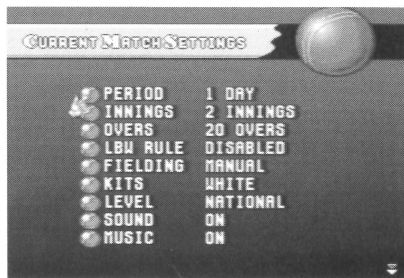 Current Match Settings
PERIOD 1 DAY
INNINGS 2 INNINGS
OVERS 20 OVERS
LBW RULE DISABLED
FIELDING MANUAL
KITS WHITE
LEVEL NATIONAL
SOUND ON
MUSIC ON